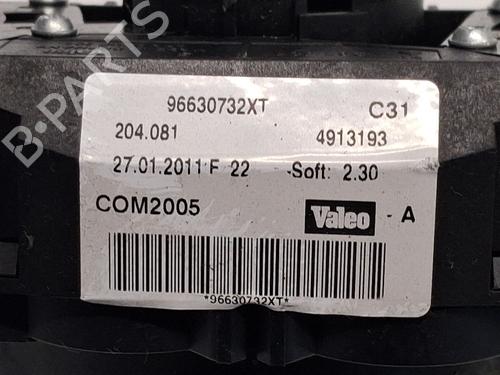 B-PARTS
96630732XT C31
204.081 4913193
27.01.2011 F 22 -Soft: 2.30
COM2005 Valeo - A
*96630732XT*